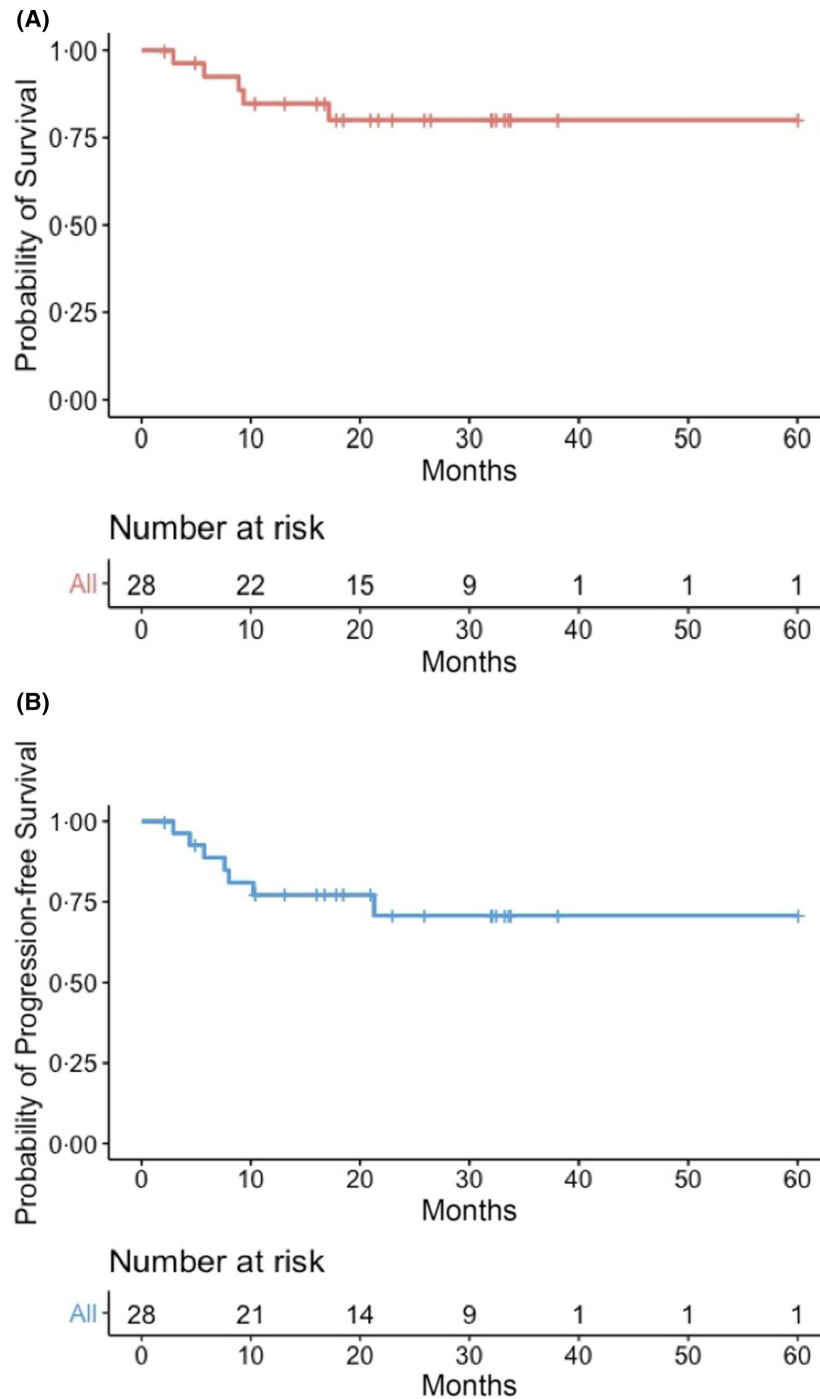 (A)
Probability of Survival
1·00
0·75
0·50
0·25
0·00
0 10 20 30 40 50 60
Months
Number at risk
All 28 22 15 9 1 1 1
0 10 20 30 40 50 60
Months
(B)
Probability of Progression-free Survival
1·00
0·75
0·50
0·25
0·00
0 10 20 30 40 50 60
Months
Number at risk
All 28 21 14 9 1 1 1
0 10 20 30 40 50 60
Months